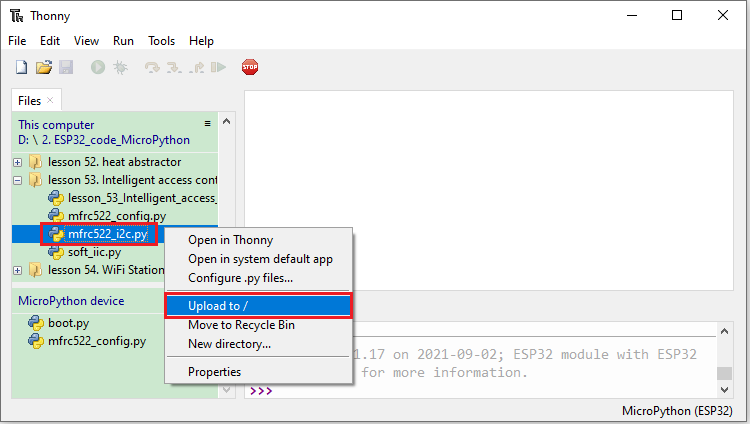 Thonny
File Edit View Run Tools Help
STOP
Files
This computer
D: \ 2. ESP32_code_MicroPython
lesson 52. heat abstractor
lesson 53. Intelligent access cont
lesson_53_Intelligent_access_
mfrc522_config.py
mfrc522_i2c.py
soft_iic.py
lesson 54. WiFi Station
MicroPython device
boot.py
mfrc522_config.py
Open in Thonny
Open in system default app
Configure .py files...
Upload to /
Move to Recycle Bin
New directory...
Properties
1.17 on 2021-09-02; ESP32 module with ESP32
for more information.
>>>
MicroPython (ESP32)